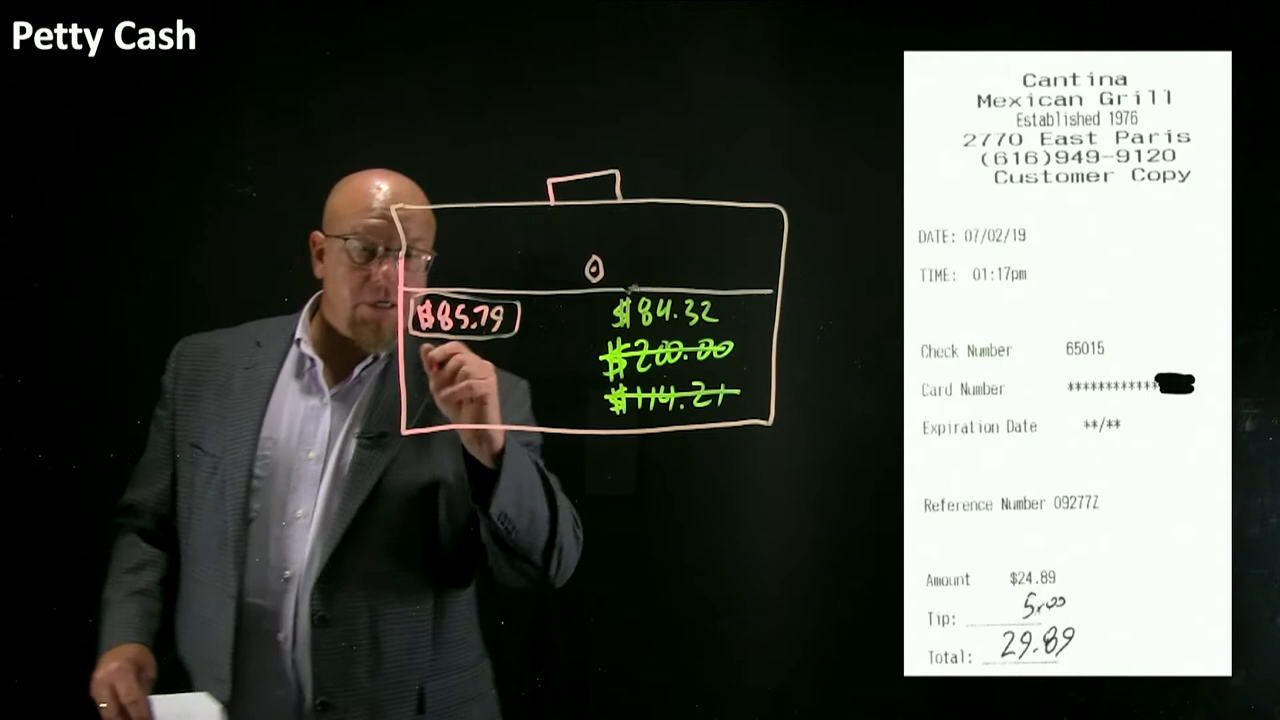 Petty Cash
$85.79
$84.32
$200.00
$114.21
Cantina
Mexican Grill
Established 1976
2770 East Paris
(616)949-9120
Customer Copy
DATE: 07/02/19
TIME: 01:17pm
Check Number 65015
Card Number ************
Expiration Date **/**
Reference Number 09277Z
Amount $24.89
Tip: 5.00
Total: 29.89